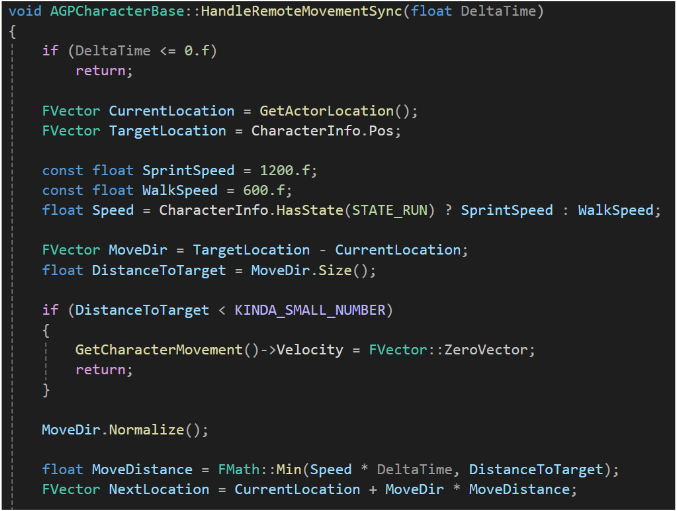 void AGPCharacterBase::HandleRemoteMovementSync(float DeltaTime)
{
    if (DeltaTime <= 0.f)
        return;

    FVector CurrentLocation = GetActorLocation();
    FVector TargetLocation = CharacterInfo.Pos;

    const float SprintSpeed = 1200.f;
    const float WalkSpeed = 600.f;
    float Speed = CharacterInfo.HasState(STATE_RUN) ? SprintSpeed : WalkSpeed;

    FVector MoveDir = TargetLocation - CurrentLocation;
    float DistanceToTarget = MoveDir.Size();

    if (DistanceToTarget < KINDA_SMALL_NUMBER)
    {
        GetCharacterMovement()->Velocity = FVector::ZeroVector;
        return;
    }

    MoveDir.Normalize();

    float MoveDistance = FMath::Min(Speed * DeltaTime, DistanceToTarget);
    FVector NextLocation = CurrentLocation + MoveDir * MoveDistance;